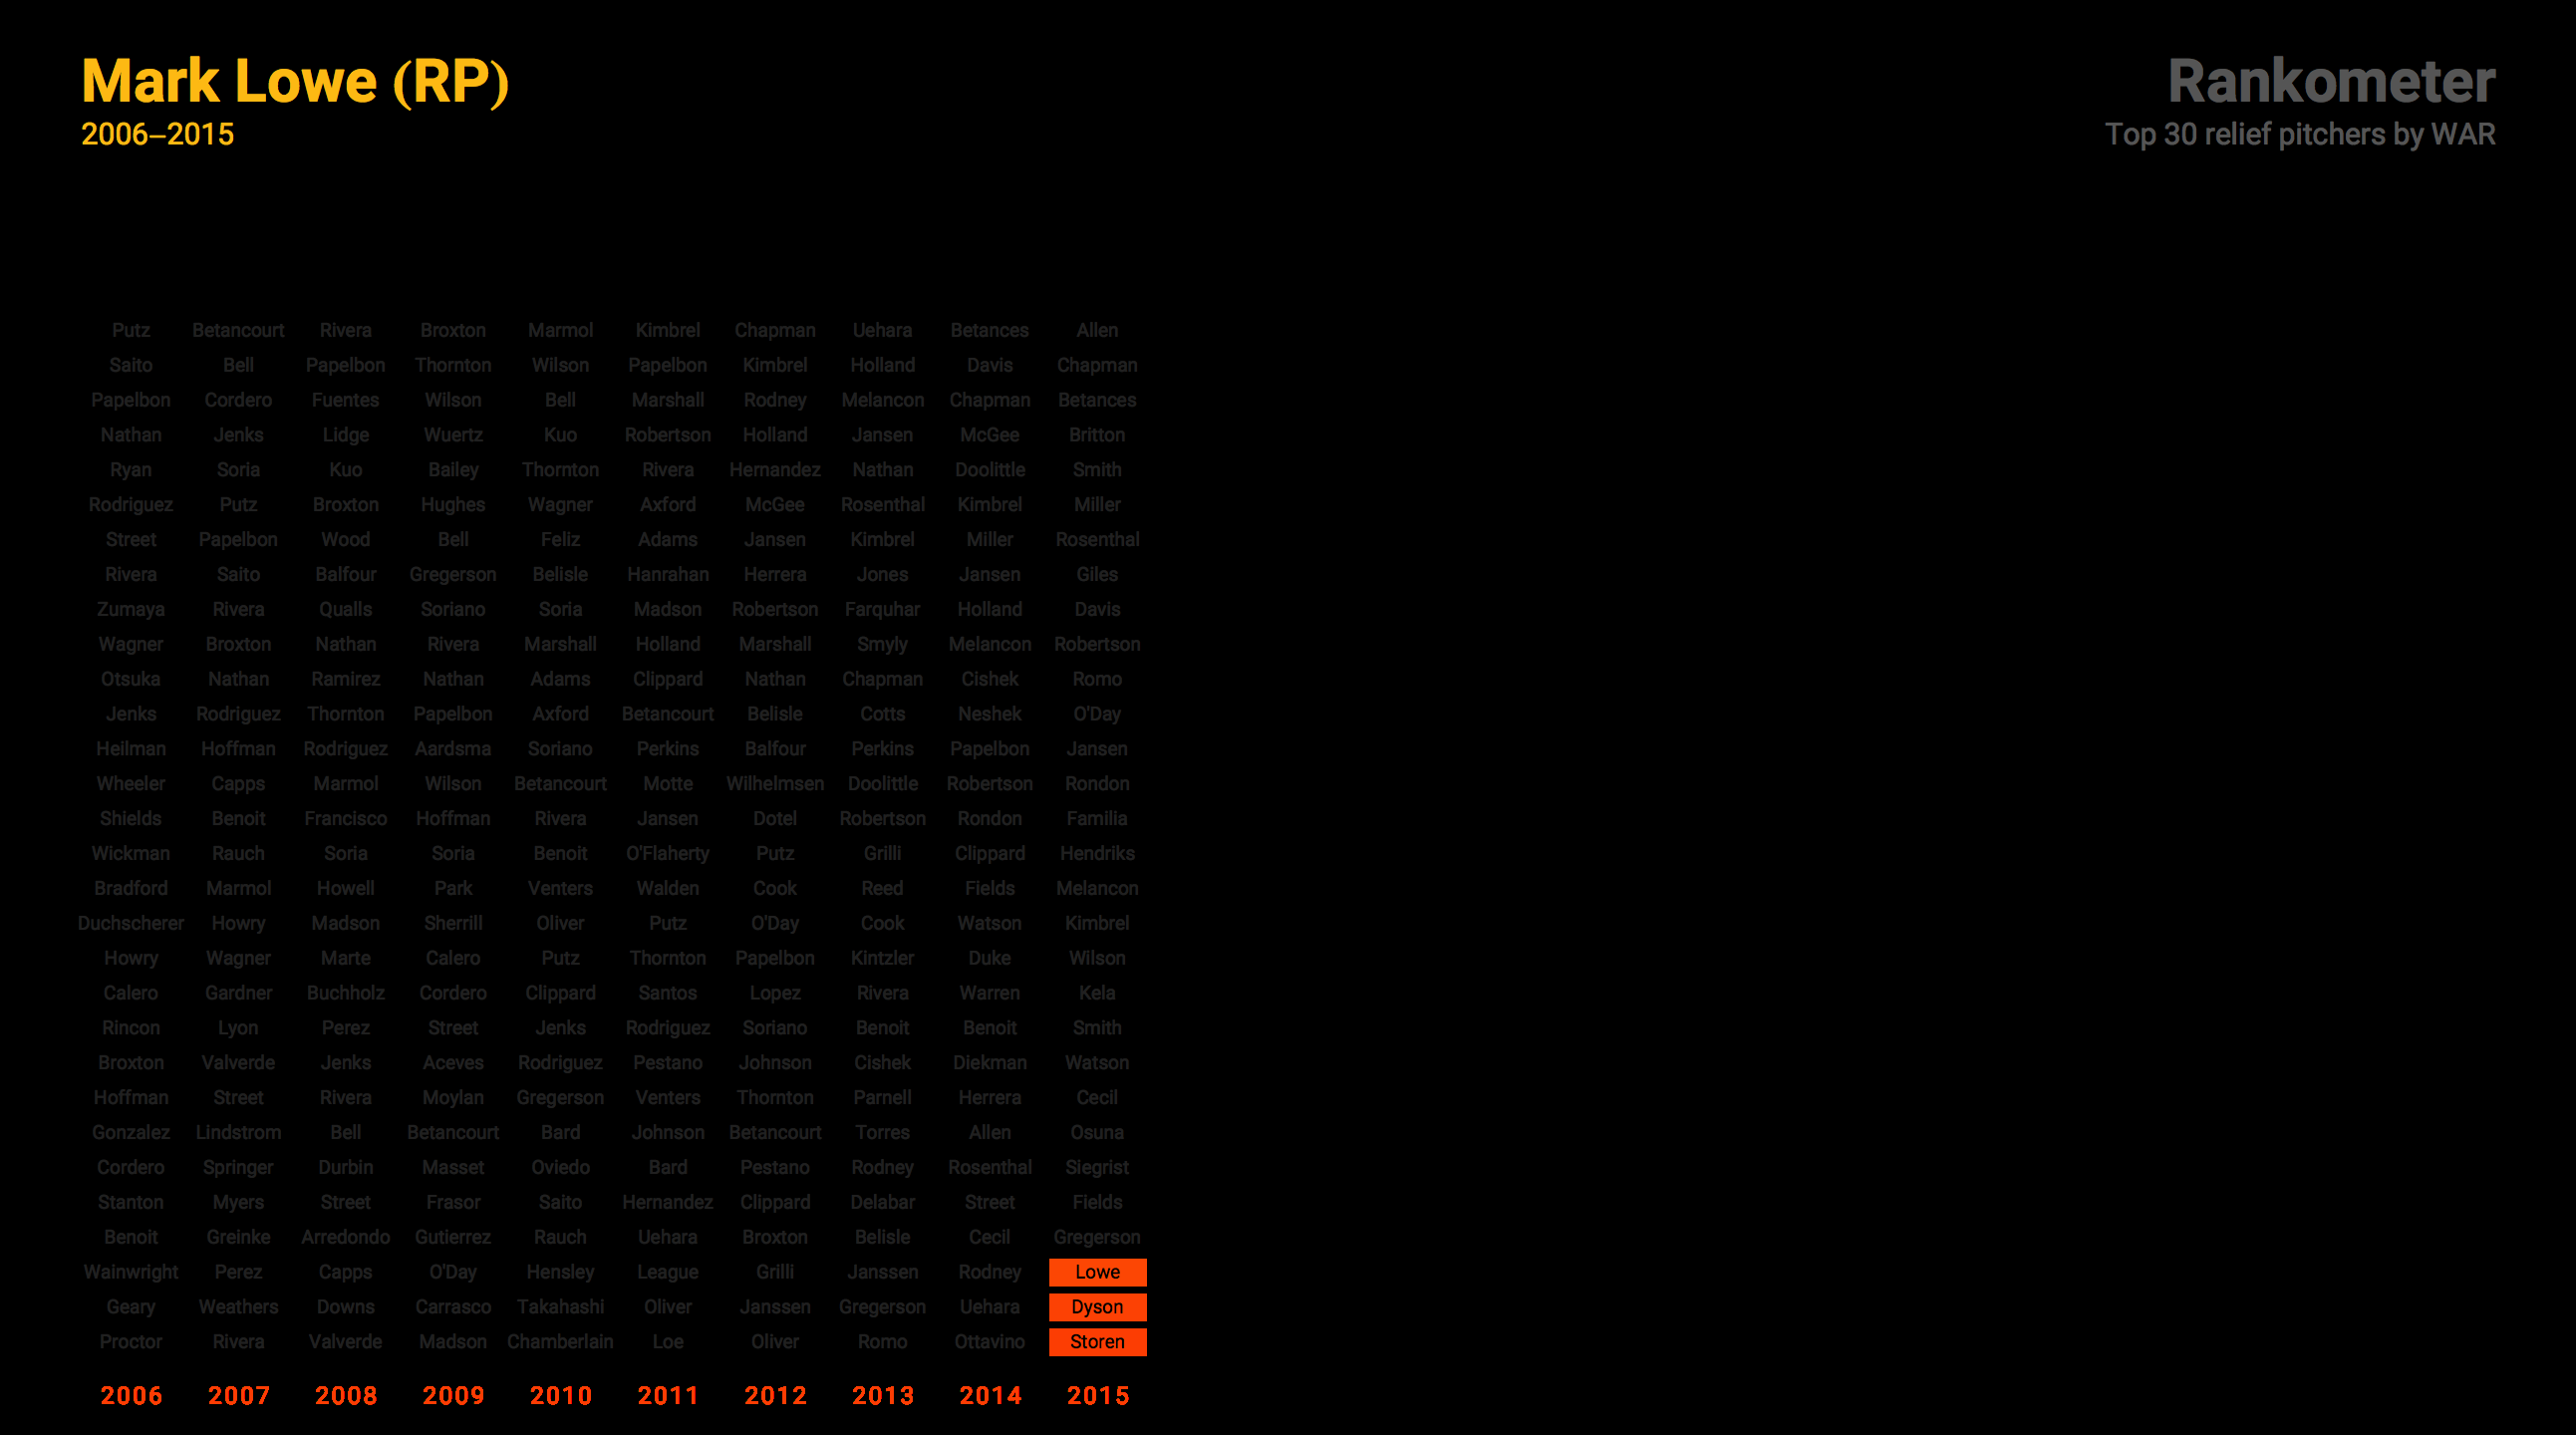 Mark Lowe (RP)
2006–2015
Rankometer
Top 30 relief pitchers by WAR
Putz Betancourt Rivera Broxton Marmol Kimbrel Chapman Uehara Betances Allen
Saito Bell Papelbon Thornton Wilson Papelbon Kimbrel Holland Davis Chapman
Papelbon Cordero Fuentes Wilson Bell Marshall Rodney Melancon Chapman Betances
Nathan Jenks Lidge Wuertz Kuo Robertson Holland Jansen McGee Britton
Ryan Soria Kuo Bailey Thornton Rivera Hernandez Nathan Doolittle Smith
Rodriguez Putz Broxton Hughes Wagner Axford McGee Rosenthal Kimbrel Miller
Street Papelbon Wood Bell Feliz Adams Jansen Kimbrel Miller Rosenthal
Rivera Saito Balfour Gregerson Belisle Hanrahan Herrera Jones Jansen Giles
Zumaya Rivera Qualls Soriano Soria Madson Robertson Farquhar Holland Davis
Wagner Broxton Nathan Rivera Marshall Holland Marshall Smyly Melancon Robertson
Otsuka Nathan Ramirez Nathan Adams Clippard Nathan Chapman Cishek Romo
Jenks Rodriguez Thornton Papelbon Axford Betancourt Belisle Cotts Neshek O'Day
Heilman Hoffman Rodriguez Aardsma Soriano Perkins Balfour Perkins Papelbon Jansen
Wheeler Capps Marmol Wilson Betancourt Motte Wilhelmsen Doolittle Robertson Rondon
Shields Benoit Francisco Hoffman Rivera Jansen Dotel Robertson Rondon Familia
Wickman Rauch Soria Soria Benoit O'Flaherty Putz Grilli Clippard Hendriks
Bradford Marmol Howell Park Venters Walden Cook Reed Fields Melancon
Duchscherer Howry Madson Sherrill Oliver Putz O'Day Cook Watson Kimbrel
Howry Wagner Marte Calero Putz Thornton Papelbon Kintzler Duke Wilson
Calero Gardner Buchholz Cordero Clippard Santos Lopez Rivera Warren Kela
Rincon Lyon Perez Street Jenks Rodriguez Soriano Benoit Benoit Smith
Broxton Valverde Jenks Aceves Rodriguez Pestano Johnson Cishek Diekman Watson
Hoffman Street Rivera Moylan Gregerson Venters Thornton Parnell Herrera Cecil
Gonzalez Lindstrom Bell Betancourt Bard Johnson Betancourt Torres Allen Osuna
Cordero Springer Durbin Masset Oviedo Bard Pestano Rodney Rosenthal Siegrist
Stanton Myers Street Frasor Saito Hernandez Clippard Delabar Street Fields
Benoit Greinke Arredondo Gutierrez Rauch Uehara Broxton Belisle Cecil Gregerson
Wainwright Perez Capps O'Day Hensley League Grilli Janssen Rodney Lowe
Geary Weathers Downs Carrasco Takahashi Oliver Janssen Gregerson Uehara Dyson
Proctor Rivera Valverde Madson Chamberlain Loe Oliver Romo Ottavino Storen
2006 2007 2008 2009 2010 2011 2012 2013 2014 2015